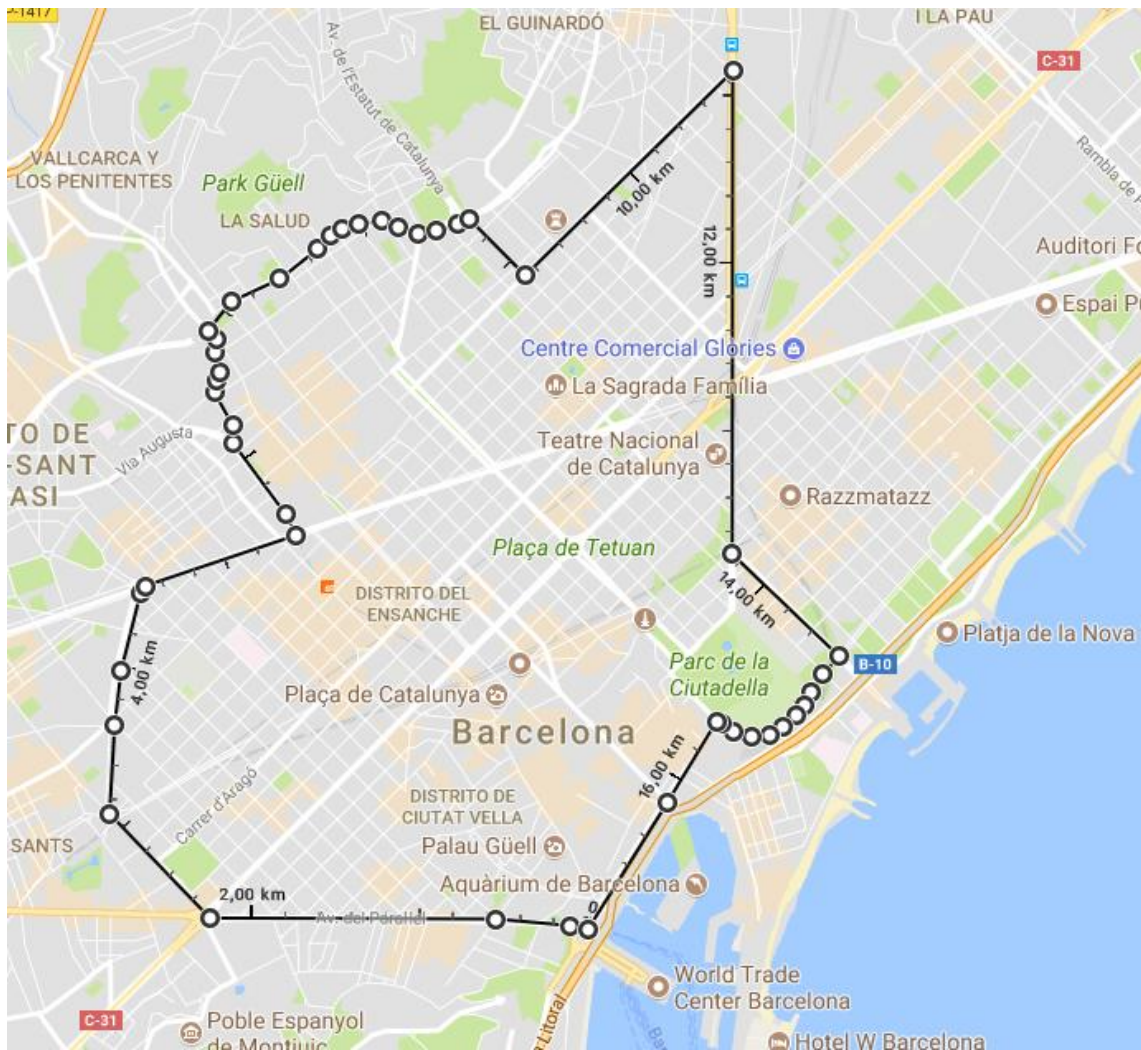 P-1417
EL GUINARDÓ
I LA PAU
C-31
Av. de l'Estatut de Catalunya
VALLCARCA Y
LOS PENITENTES
Park Güell
LA SALUD
Rambla de
10,00 km
12,00 km
Auditori Fo
Espai
Centre Comercial Glories
La Sagrada Família
TO DE
-SANT
ASI
Via Augusta
Teatre Nacional
de Catalunya
Razzmatazz
Plaça de Tetuan
DISTRITO DEL
ENSANCHE
14,00 km
Platja de la Nova
B-10
Parc de la
Ciutadella
4,00 km
Plaça de Catalunya
Barcelona
16,00 km
Carrer d'Aragó
DISTRITO DE
CIUTAT VELLA
SANTS
Palau Güell
Aquàrium de Barcelona
2,00 km
0
Av. del Paral·lel
World Trade
Center Barcelona
C-31
Poble Espanyol
de Montjuic
Litoral
Hotel W Barcelona